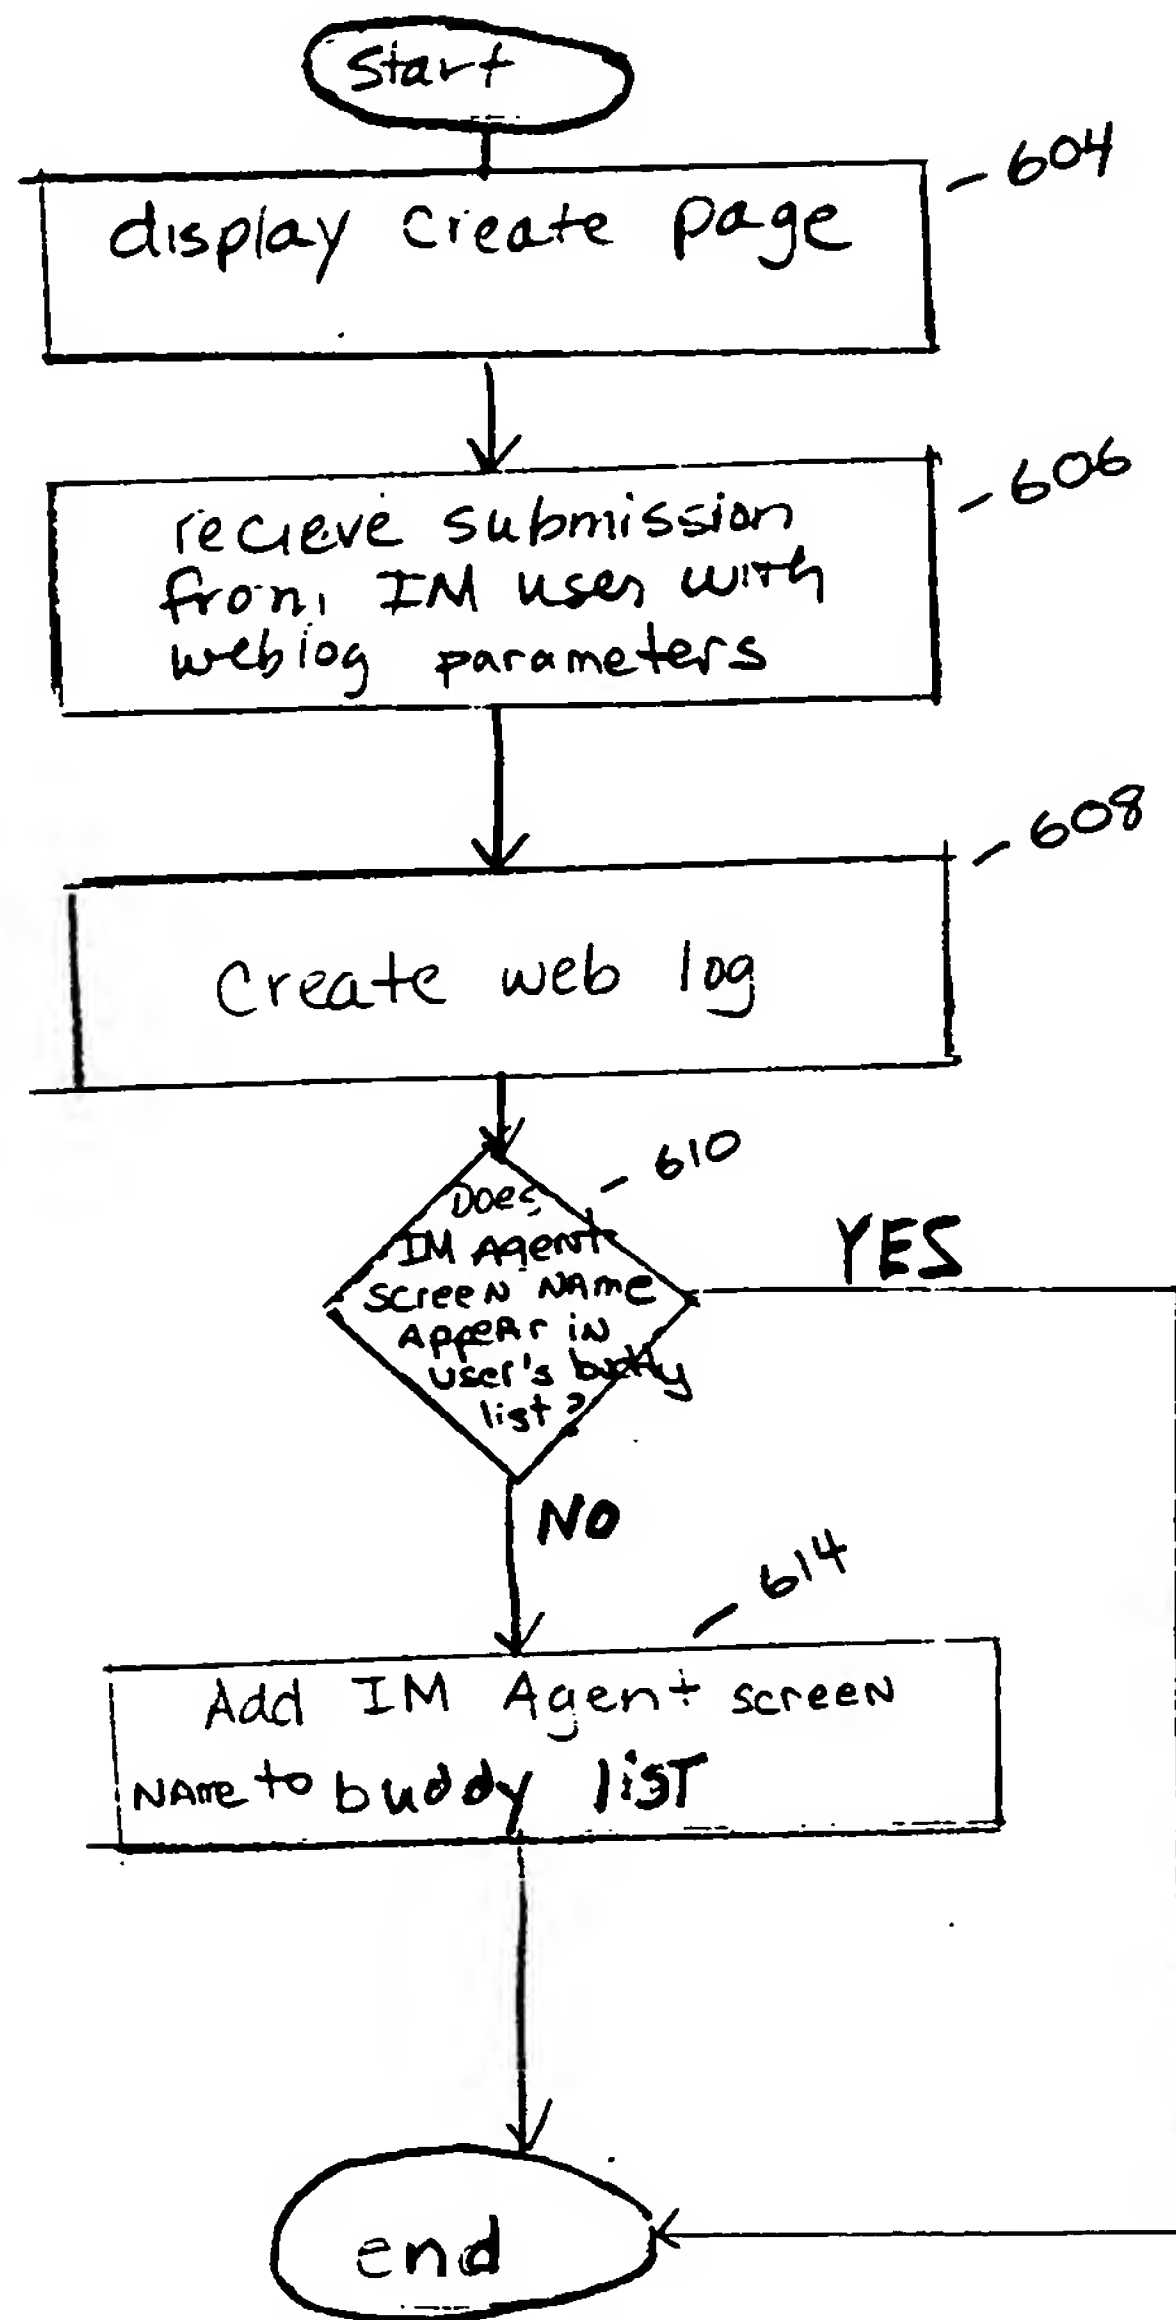 Start
604
display Create page
606
recieve submission
from IM user with
weblog parameters
608
Create web log
610
Does
IM Agent
screeN NAme
AppeAr iN
user's buddy
list?
YES
NO
614
Add IM Agent screeN
NAme to buddy list
end